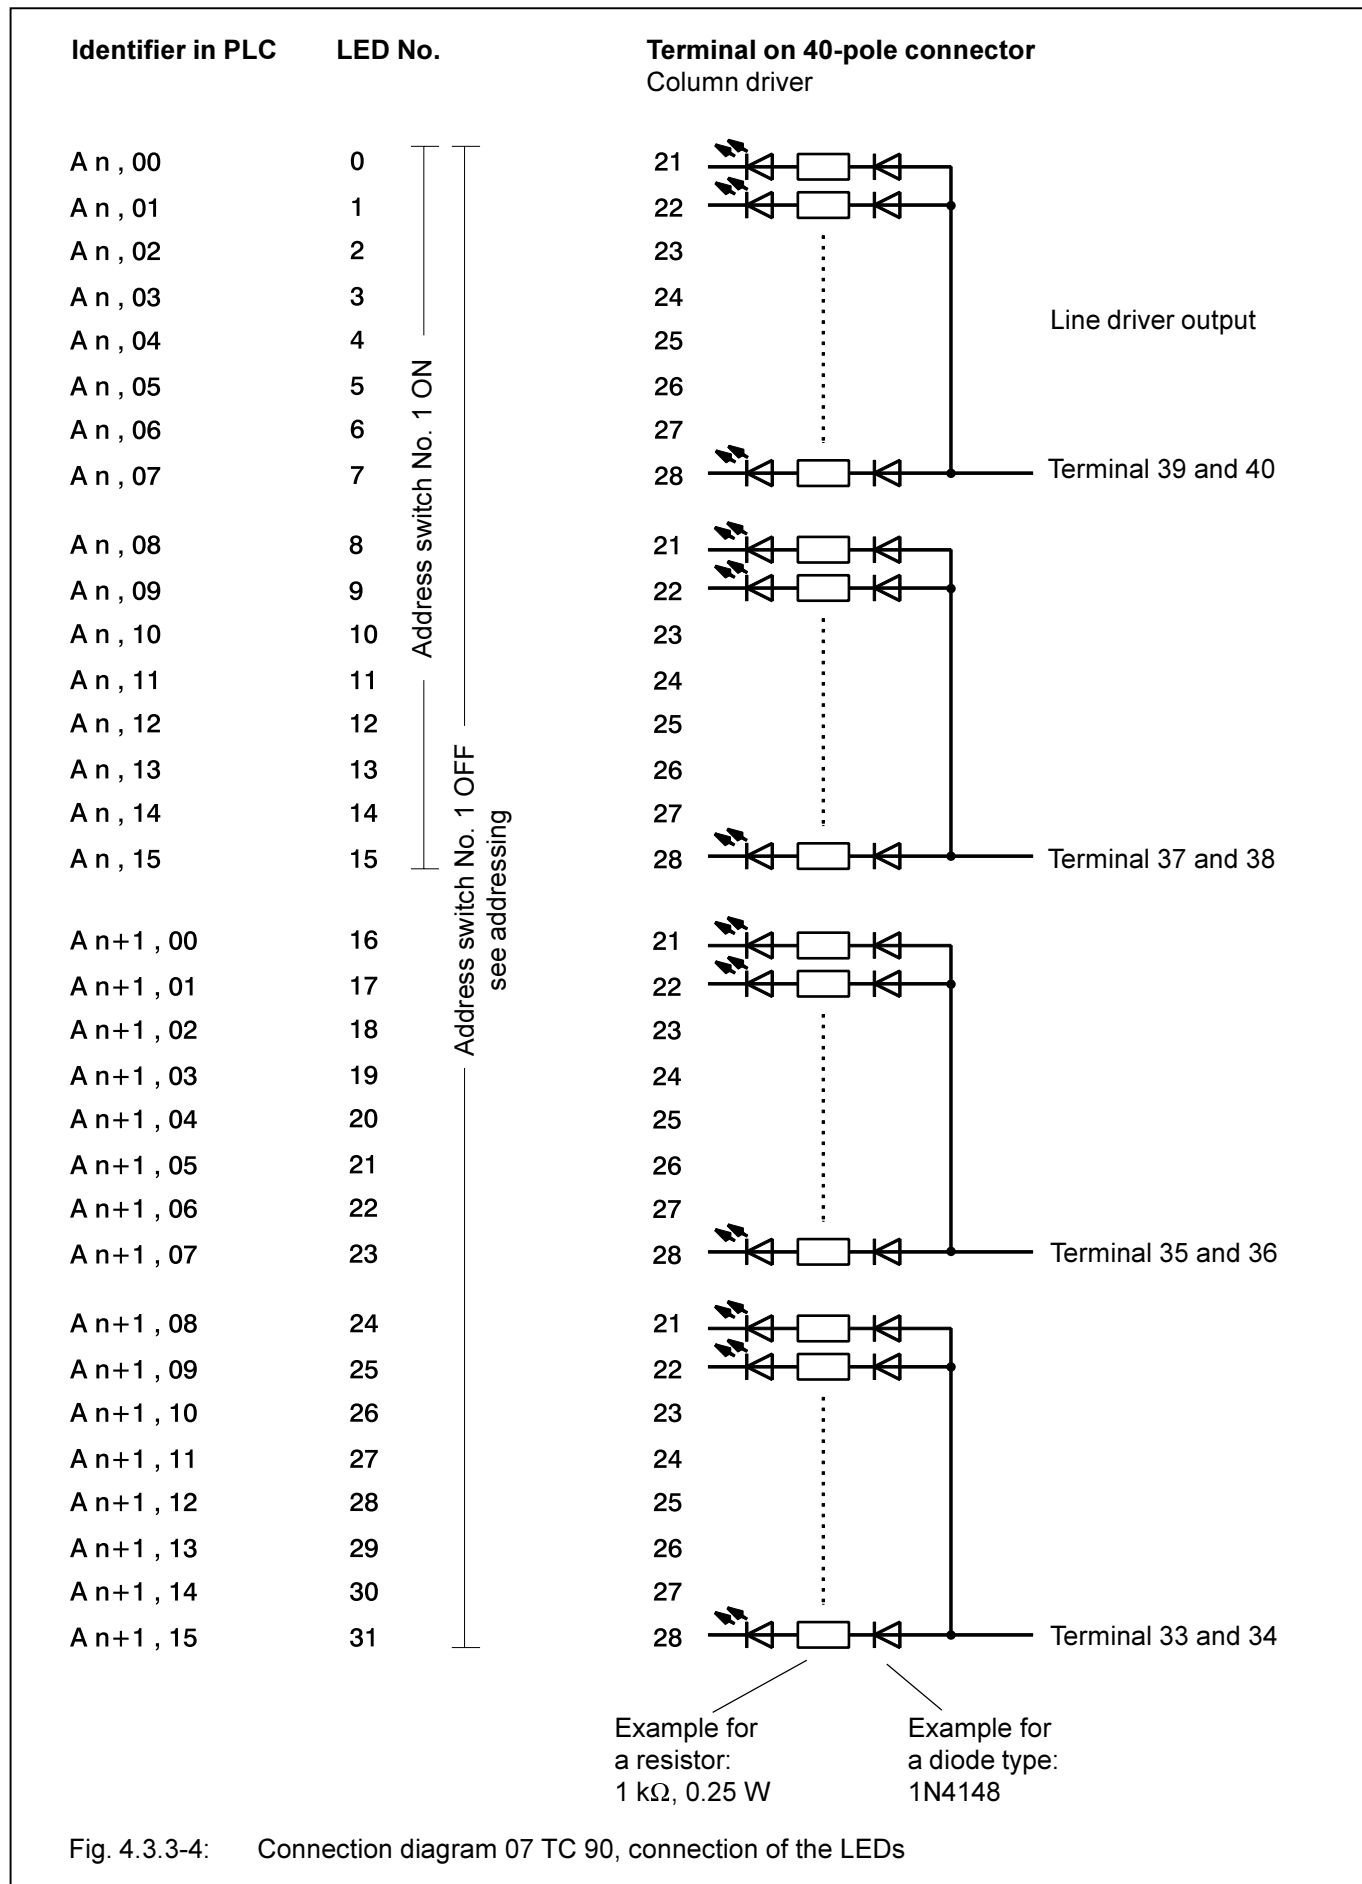 Identifier in PLC LED No. Terminal on 40-pole connector
Column driver
A n , 00 0 21
A n , 01 1 22
A n , 02 2 23
A n , 03 3 24
Line driver output
A n , 04 4 25
A n , 05 5 26
A n , 06 6 27
A n , 07 7 28 Terminal 39 and 40
Address switch No. 1 ON
A n , 08 8 21
A n , 09 9 22
A n , 10 10 23
A n , 11 11 24
A n , 12 12 25
A n , 13 13 26
A n , 14 14 27
A n , 15 15 28 Terminal 37 and 38
Address switch No. 1 OFF
see addressing
A n+1 , 00 16 21
A n+1 , 01 17 22
A n+1 , 02 18 23
A n+1 , 03 19 24
A n+1 , 04 20 25
A n+1 , 05 21 26
A n+1 , 06 22 27
A n+1 , 07 23 28 Terminal 35 and 36
A n+1 , 08 24 21
A n+1 , 09 25 22
A n+1 , 10 26 23
A n+1 , 11 27 24
A n+1 , 12 28 25
A n+1 , 13 29 26
A n+1 , 14 30 27
A n+1 , 15 31 28 Terminal 33 and 34
Example for
a resistor:
1 kΩ, 0.25 W
Example for
a diode type:
1N4148
Fig. 4.3.3-4: Connection diagram 07 TC 90, connection of the LEDs